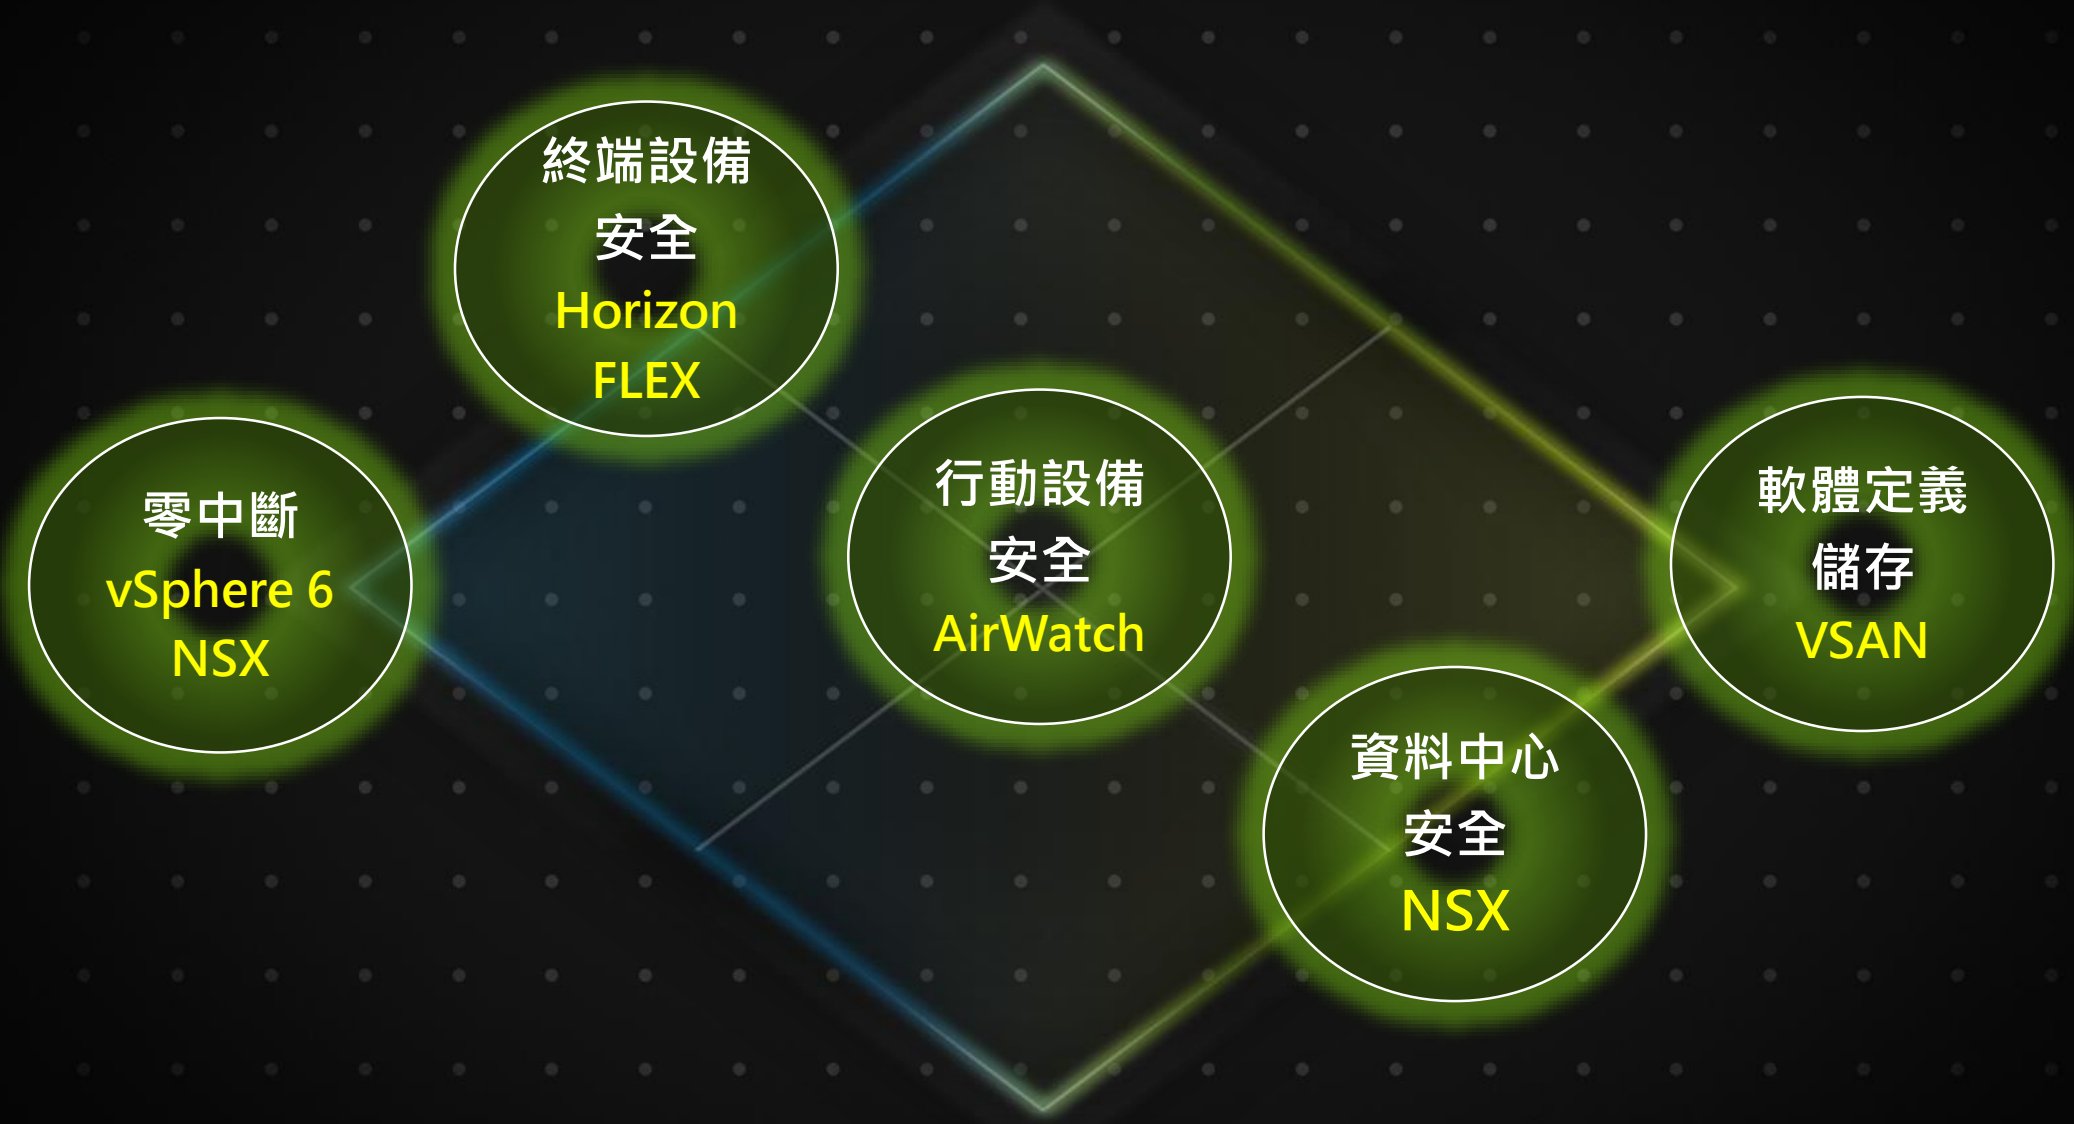 終端設備
安全
Horizon
FLEX
零中斷
vSphere 6
NSX
行動設備
安全
AirWatch
軟體定義
儲存
VSAN
資料中心
安全
NSX